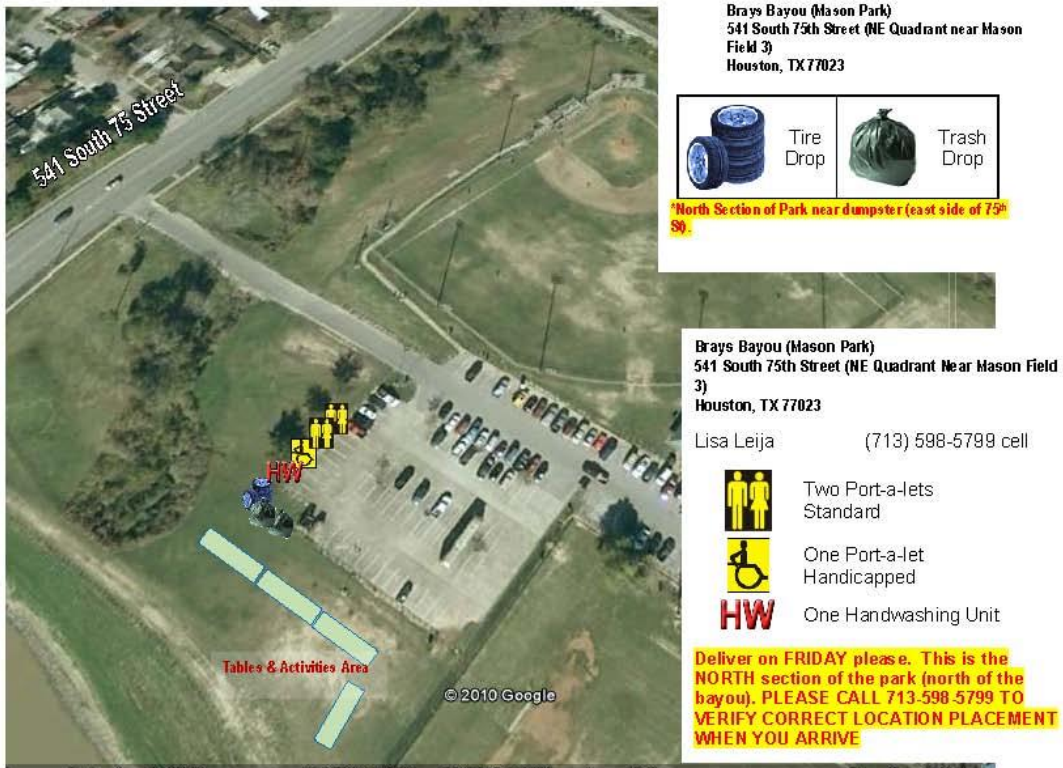 Brays Bayou (Mason Park)
541 South 75th Street (NE Quadrant near Mason
Field 3)
Houston, TX 77023
Tire
Drop
Trash
Drop
*North Section of Park near dumpster (east side of 75th
St).
541 South 75 Street
Brays Bayou (Mason Park)
541 South 75th Street (NE Quadrant Near Mason Field
3)
Houston, TX 77023
Lisa Leija (713) 598-5799 cell
Two Port-a-lets
Standard
One Port-a-let
Handicapped
HW One Handwashing Unit
Deliver on FRIDAY please. This is the
NORTH section of the park (north of the
bayou). PLEASE CALL 713-598-5799 TO
VERIFY CORRECT LOCATION PLACEMENT
WHEN YOU ARRIVE
HW
Tables & Activities Area
© 2010 Google